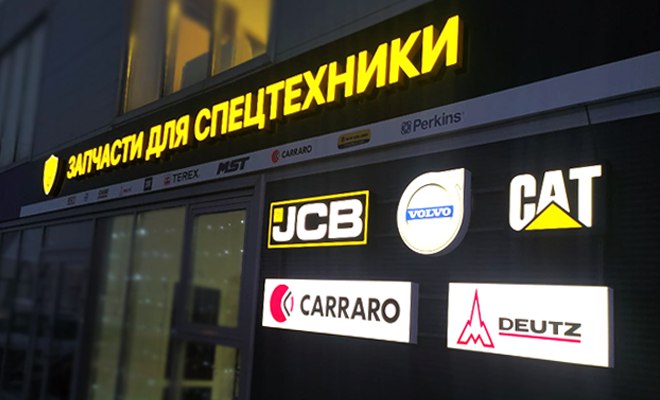 ЗАПЧАСТИ ДЛЯ СПЕЦТЕХНИКИ
TEREX MST CARRARO Perkins
JCB VOLVO CAT
CARRARO DEUTZ